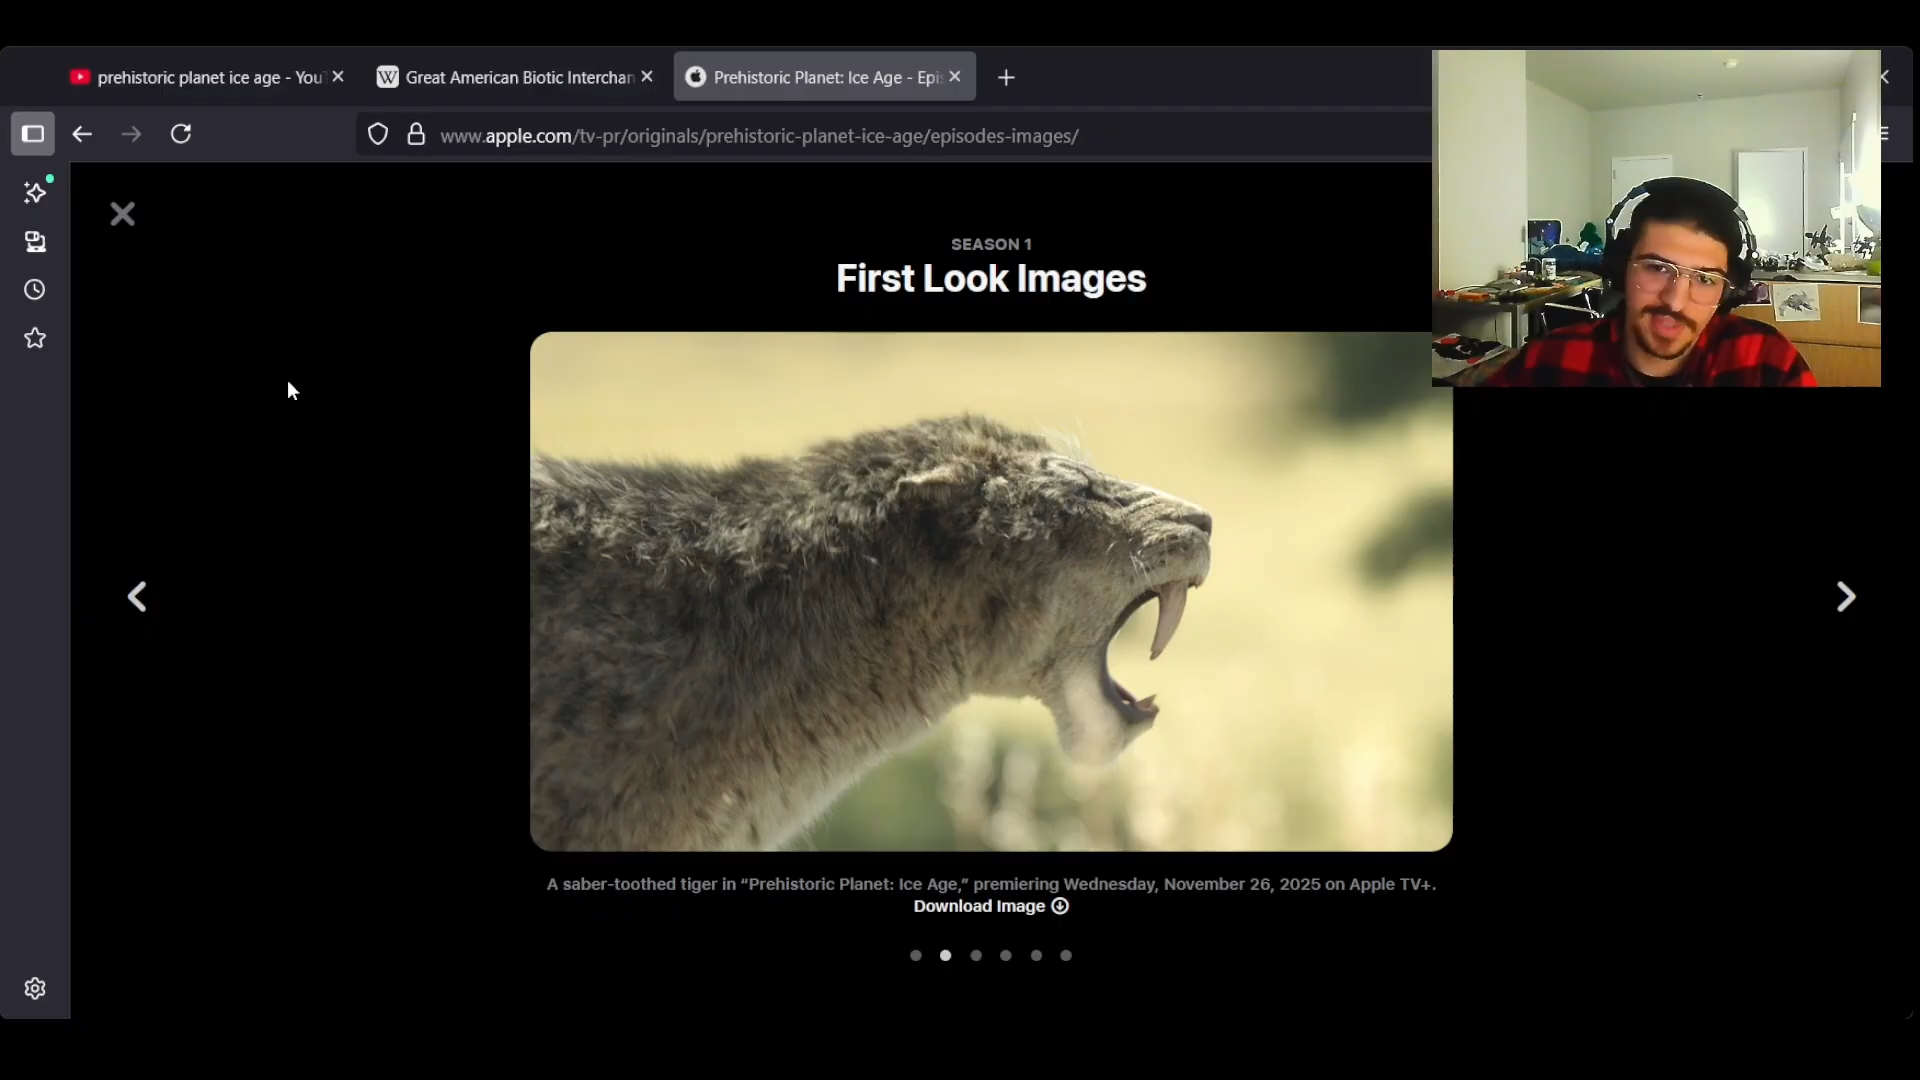 prehistoric planet ice age - You
Great American Biotic Interchan
Prehistoric Planet: Ice Age - Epi
www.apple.com/tv-pr/originals/prehistoric-planet-ice-age/episodes-images/
SEASON 1
First Look Images
A saber-toothed tiger in “Prehistoric Planet: Ice Age,” premiering Wednesday, November 26, 2025 on Apple TV+.
Download Image